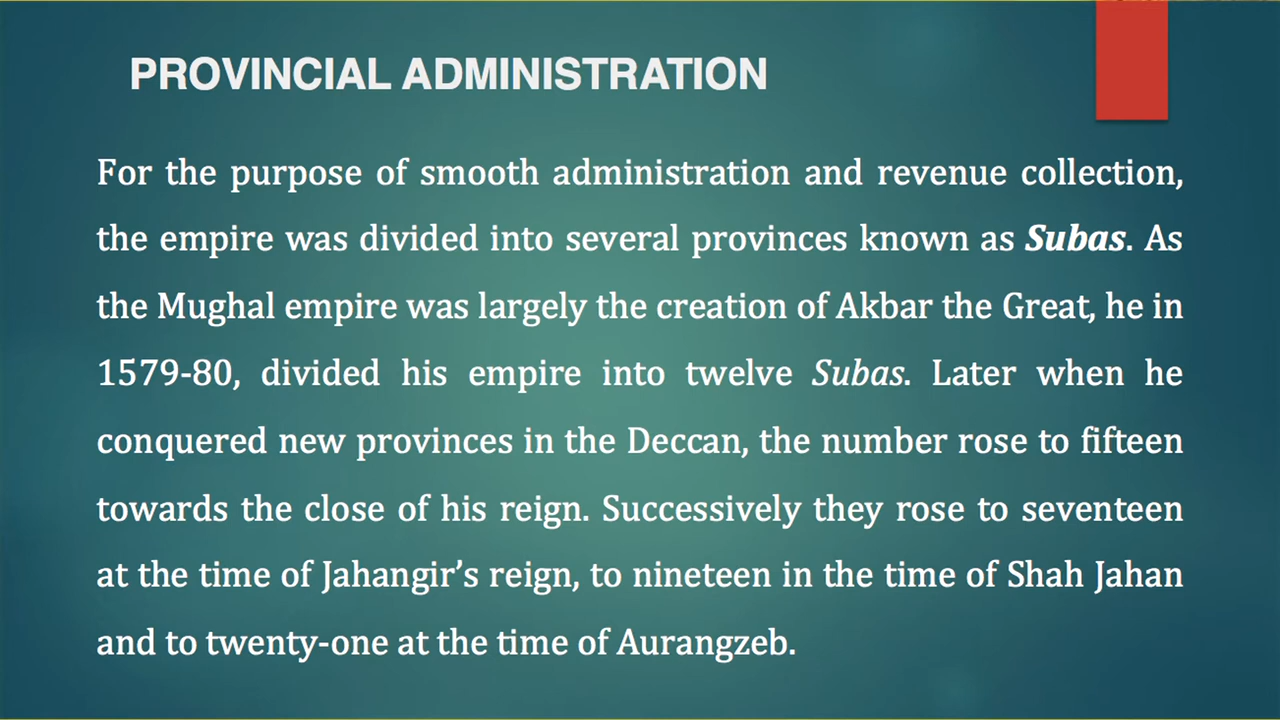 PROVINCIAL ADMINISTRATION
For the purpose of smooth administration and revenue collection,
the empire was divided into several provinces known as Subas. As
the Mughal empire was largely the creation of Akbar the Great, he in
1579-80, divided his empire into twelve Subas. Later when he
conquered new provinces in the Deccan, the number rose to fifteen
towards the close of his reign. Successively they rose to seventeen
at the time of Jahangir’s reign, to nineteen in the time of Shah Jahan
and to twenty-one at the time of Aurangzeb.